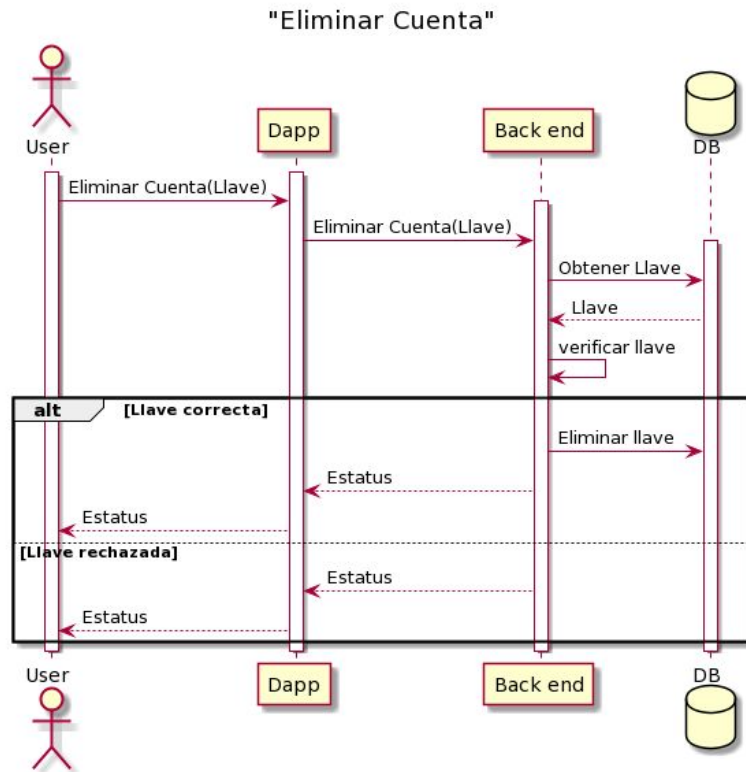 "Eliminar Cuenta"
User
Dapp
Back end
DB
Eliminar Cuenta(Llave)
Eliminar Cuenta(Llave)
Obtener Llave
Llave
verificar llave
alt [Llave correcta]
Eliminar llave
Estatus
Estatus
[Llave rechazada]
Estatus
Estatus
User
Dapp
Back end
DB